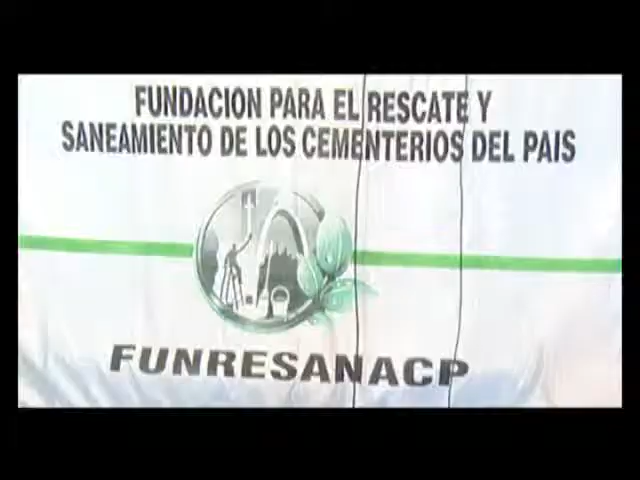 FUNDACION PARA EL RESCATE Y
SANEAMIENTO DE LOS CEMENTERIOS DEL PAIS
FUNRESANACP